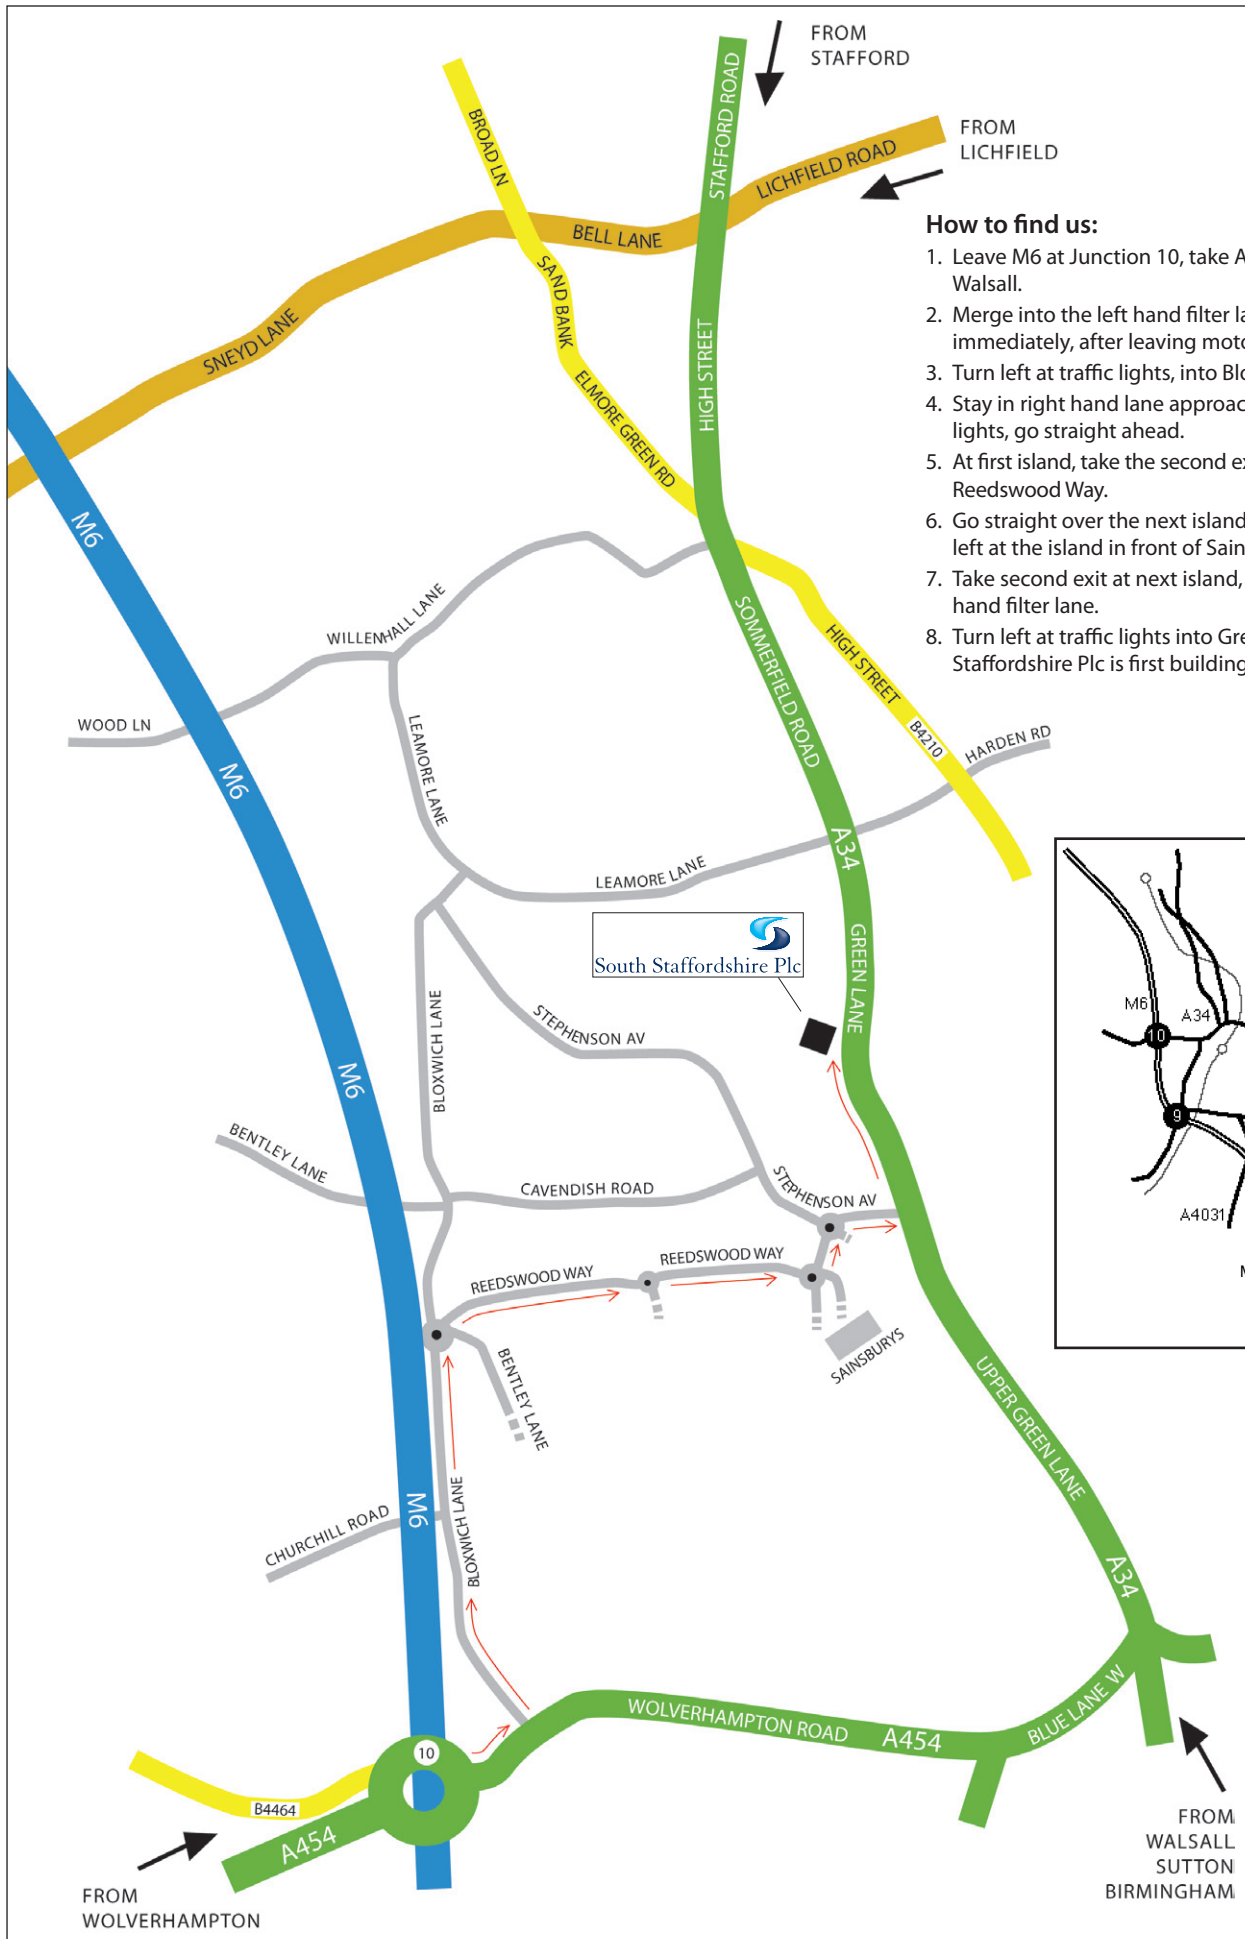 FROM
STAFFORD
STAFFORD ROAD
BROAD LN
LICHFIELD ROAD
FROM
LICHFIELD
BELL LANE
SAND BANK
SNEYD LANE
HIGH STREET
ELMORE GREEN RD
How to find us:
1. Leave M6 at Junction 10, take A
Walsall.
2. Merge into the left hand filter la
immediately, after leaving moto
3. Turn left at traffic lights, into Blo
4. Stay in right hand lane approac
lights, go straight ahead.
5. At first island, take the second ex
Reedswood Way.
6. Go straight over the next island
left at the island in front of Sain
7. Take second exit at next island,
hand filter lane.
8. Turn left at traffic lights into Gre
Staffordshire Plc is first building
M6
WILLENHALL LANE
SOMMERFIELD ROAD
HIGH STREET
B4210
WOOD LN
LEAMORE LANE
HARDEN RD
M6
A34
LEAMORE LANE
South Staffordshire Plc
GREEN LANE
BLOXWICH LANE
STEPHENSON AV
M6
M6
A34
10
9
A4031
M
BENTLEY LANE
CAVENDISH ROAD
STEPHENSON AV
REEDSWOOD WAY
REEDSWOOD WAY
SAINSBURYS
BENTLEY LANE
UPPER GREEN LANE
M6
CHURCHILL ROAD
BLOXWICH LANE
A34
WOLVERHAMPTON ROAD
A454
BLUE LANE W
10
B4464
A454
FROM
WOLVERHAMPTON
FROM
WALSALL
SUTTON
BIRMINGHAM